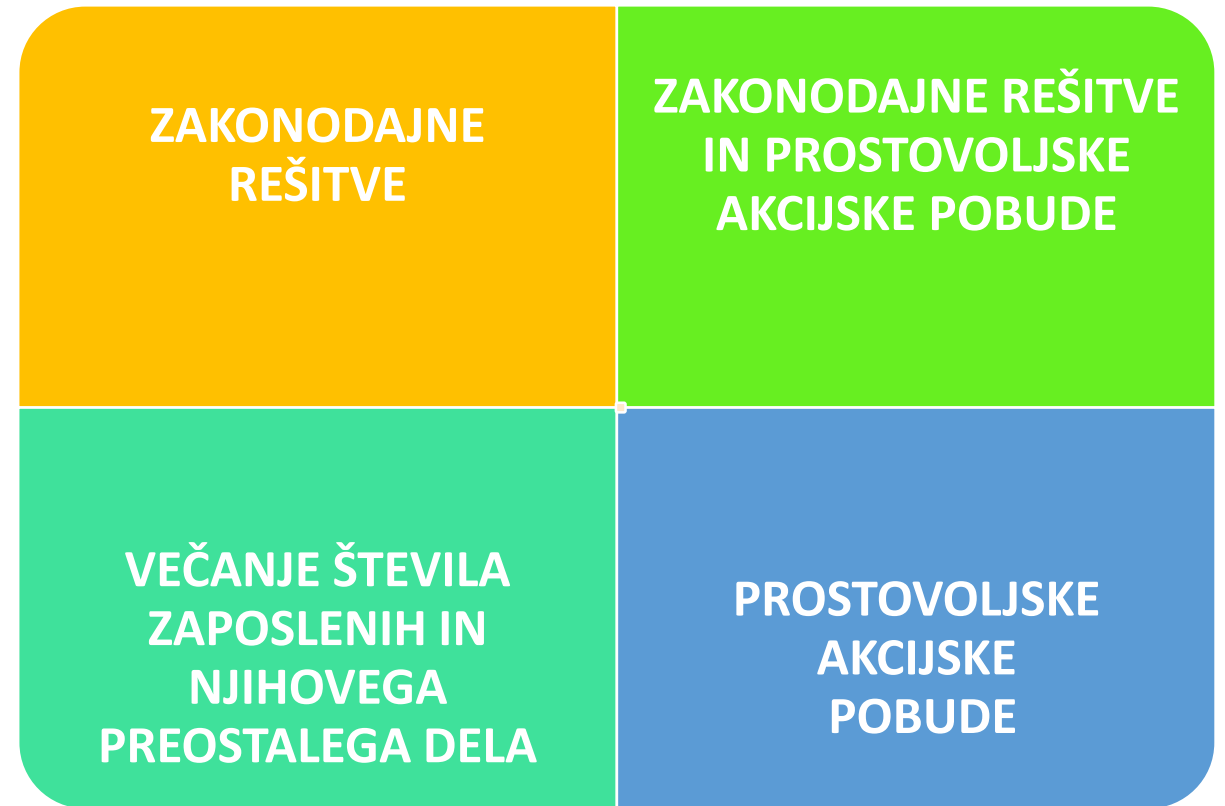 ZAKONODAJNE
REŠITVE
ZAKONODAJNE REŠITVE
IN PROSTOVOLJSKE
AKCIJSKE POBUDE
VEČANJE ŠTEVILA
ZAPOSLENIH IN
NJIHOVEGA
PREOSTALEGA DELA
PROSTOVOLJSKE
AKCIJSKE
POBUDE